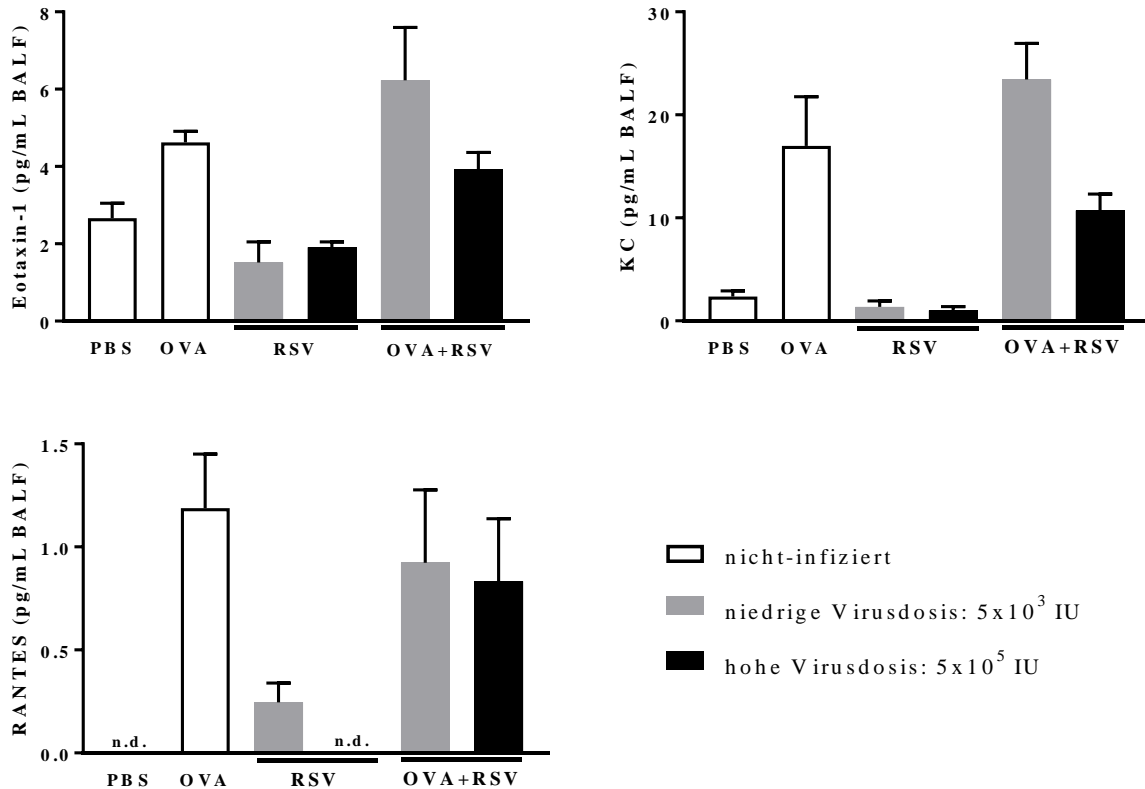 Eotaxin-1 (pg/mL BALF)
8
6
4
2
0
PBS OVA RSV OVA+RSV
KC (pg/mL BALF)
30
20
10
0
PBS OVA RSV OVA+RSV
RANTES (pg/mL BALF)
1.5
1.0
0.5
0.0
n.d. n.d.
PBS OVA RSV OVA+RSV
nicht-infiziert
niedrige Virusdosis: 5x10³ IU
hohe Virusdosis: 5x10⁵ IU